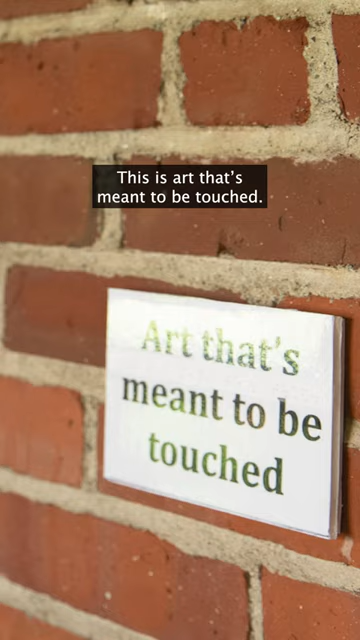 This is art that's
meant to be touched.
Art that's
meant to be
touched